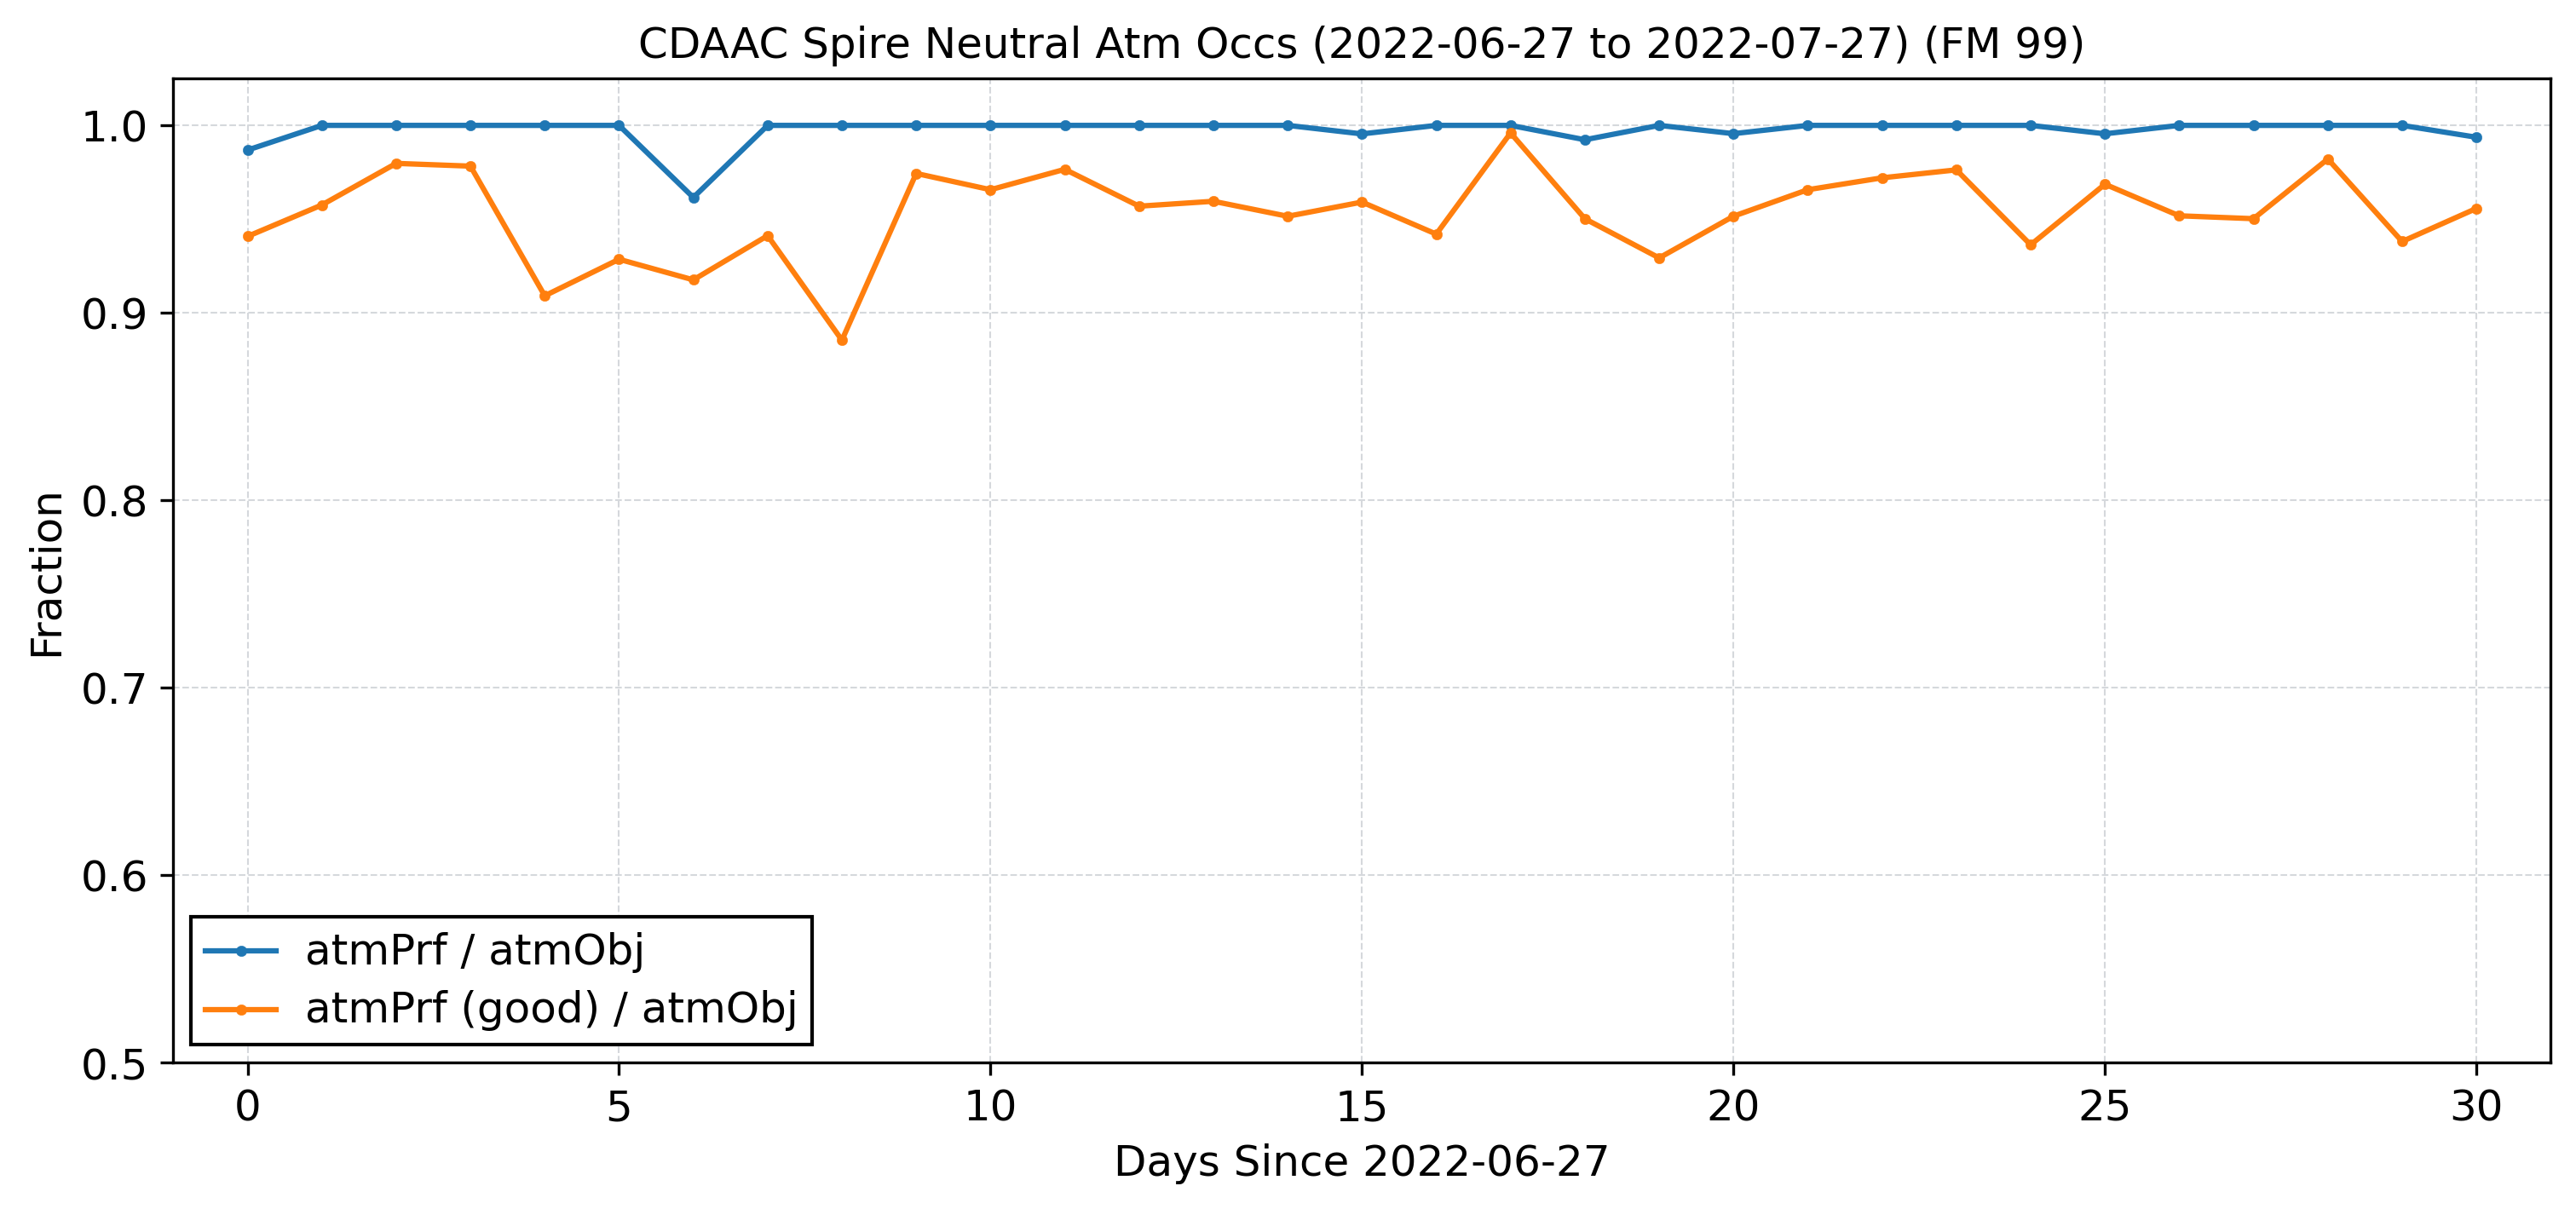 CDAAC Spire Neutral Atm Occs (2022-06-27 to 2022-07-27) (FM 99)
1.0
0.9
0.8
0.7
0.6
0.5
Fraction
atmPrf / atmObj
atmPrf (good) / atmObj
0 5 10 15 20 25 30
Days Since 2022-06-27